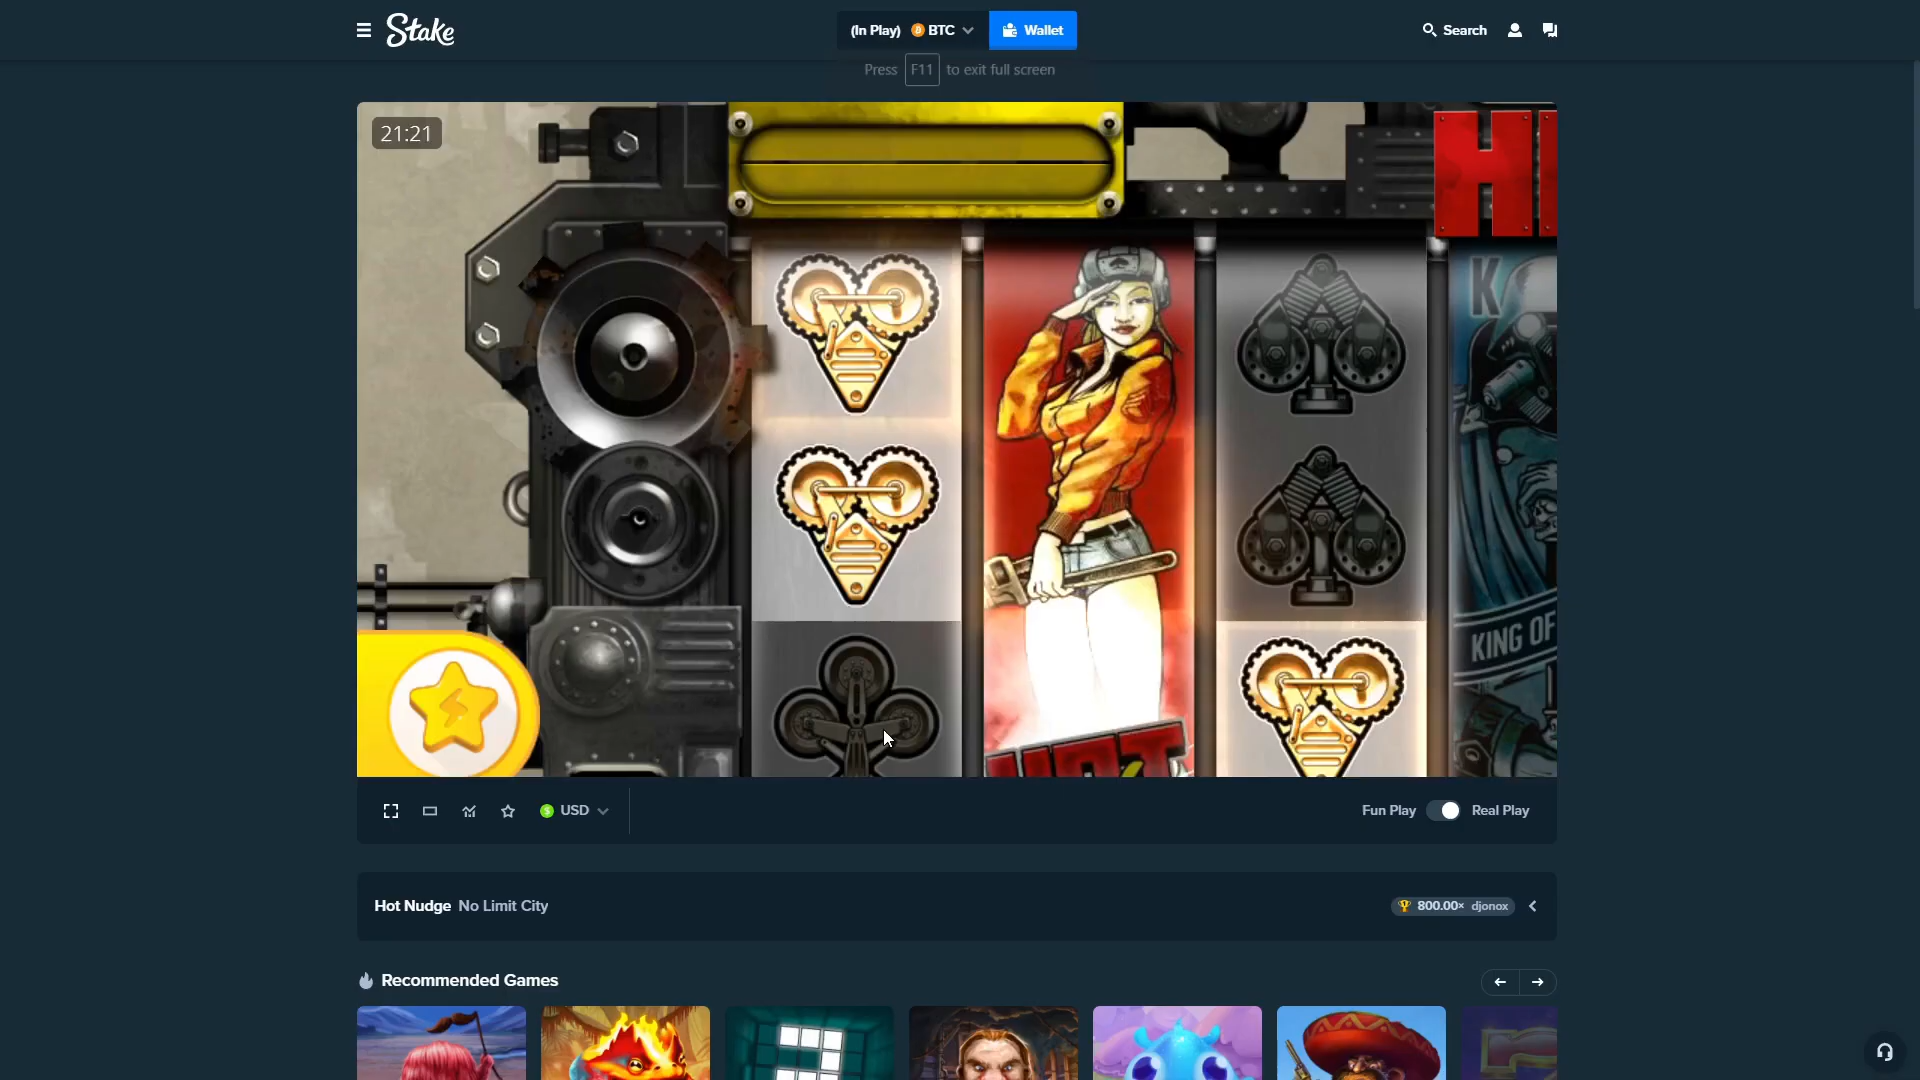 Stake
(In Play) BTC Wallet
Search
Press F11 to exit full screen
21:21
HI
K
KING OF
HOT
USD
Fun Play Real Play
Hot Nudge No Limit City
800.00× djonox
Recommended Games